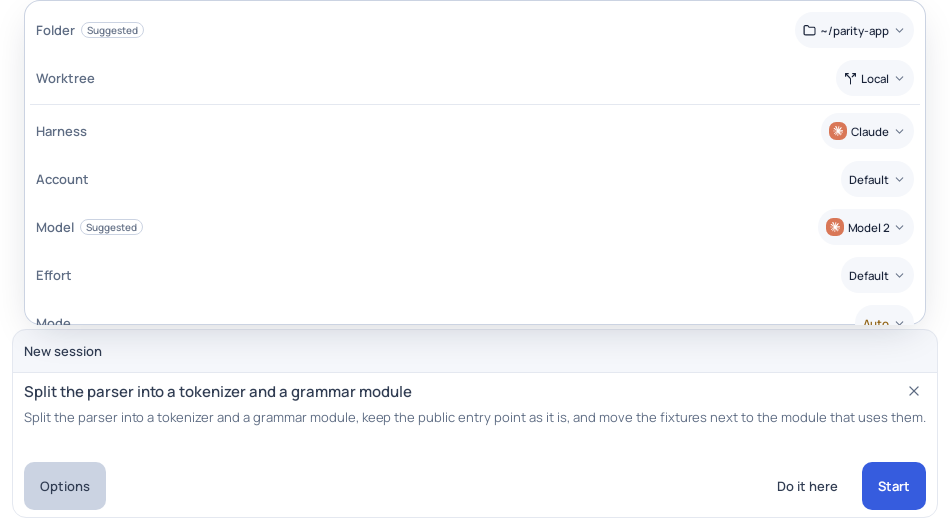 Folder Suggested ~/parity-app
Worktree Local
Harness Claude
Account Default
Model Suggested Model 2
Effort Default
Mode Auto
New session
Split the parser into a tokenizer and a grammar module
Split the parser into a tokenizer and a grammar module, keep the public entry point as it is, and move the fixtures next to the module that uses them.
Options Do it here Start